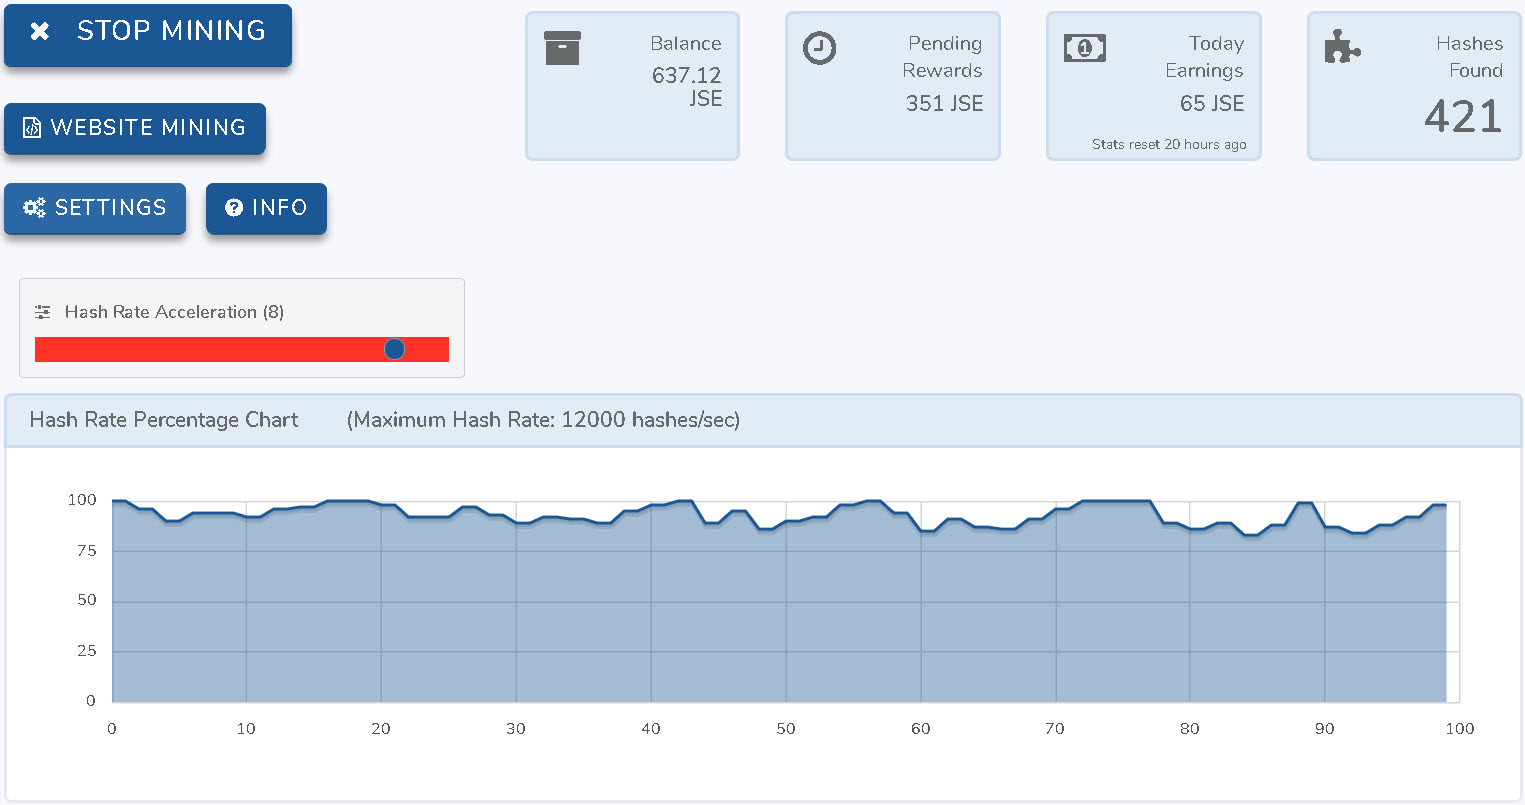 STOP MINING
WEBSITE MINING
SETTINGS
INFO
Balance
637.12
JSE
Pending
Rewards
351 JSE
1
Today
Earnings
65 JSE
Stats reset 20 hours ago
Hashes
Found
421
Hash Rate Acceleration (8)
Hash Rate Percentage Chart (Maximum Hash Rate: 12000 hashes/sec)
100
75
50
25
0
0 10 20 30 40 50 60 70 80 90 100